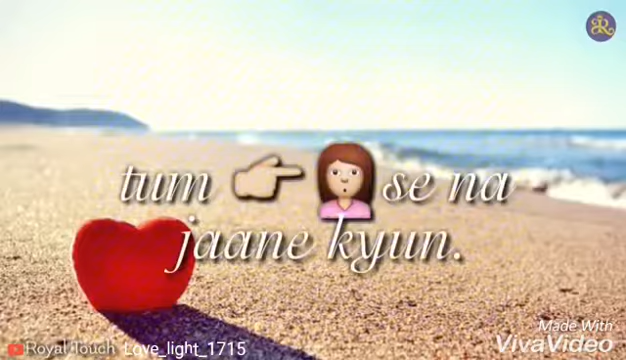 tum se na
jaane kyun.
Made With
VivaVideo
Royal Touch Love_light_1715